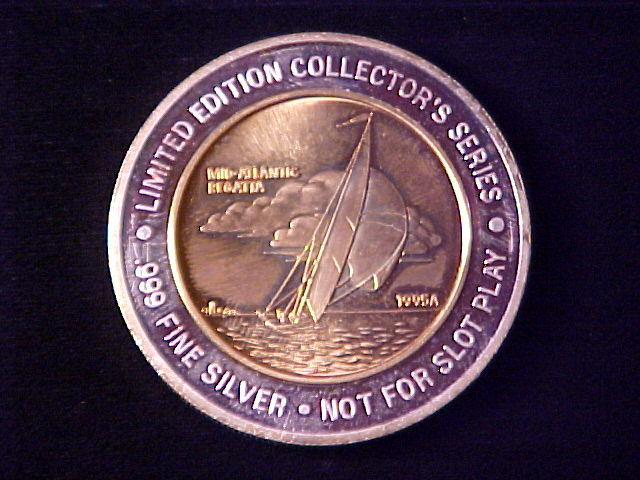 LIMITED EDITION COLLECTOR'S SERIES •
NOT FOR SLOT PLAY
• .999 FINE SILVER •
MID-ATLANTIC
REGATTA
1995A